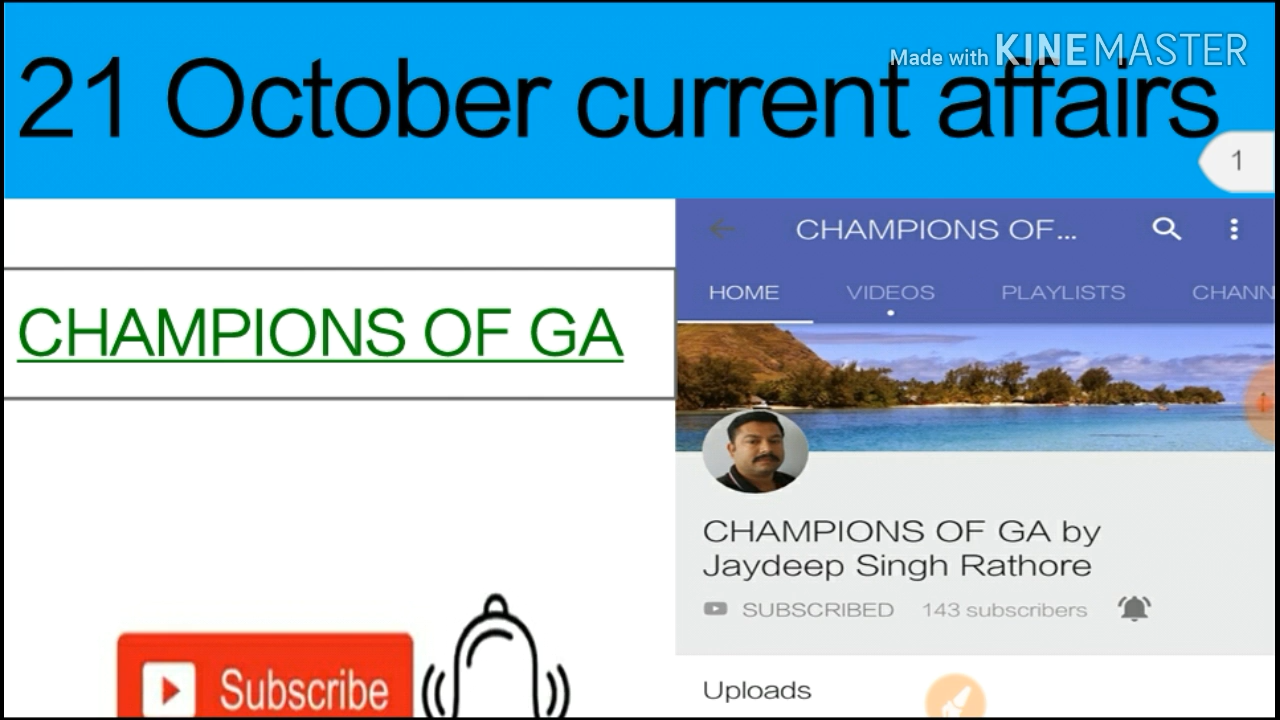 Made with KINEMASTER
21 October current affairs
1
CHAMPIONS OF GA
CHAMPIONS OF...
HOME VIDEOS PLAYLISTS CHANN
CHAMPIONS OF GA by
Jaydeep Singh Rathore
SUBSCRIBED 143 subscribers
Subscribe
Uploads